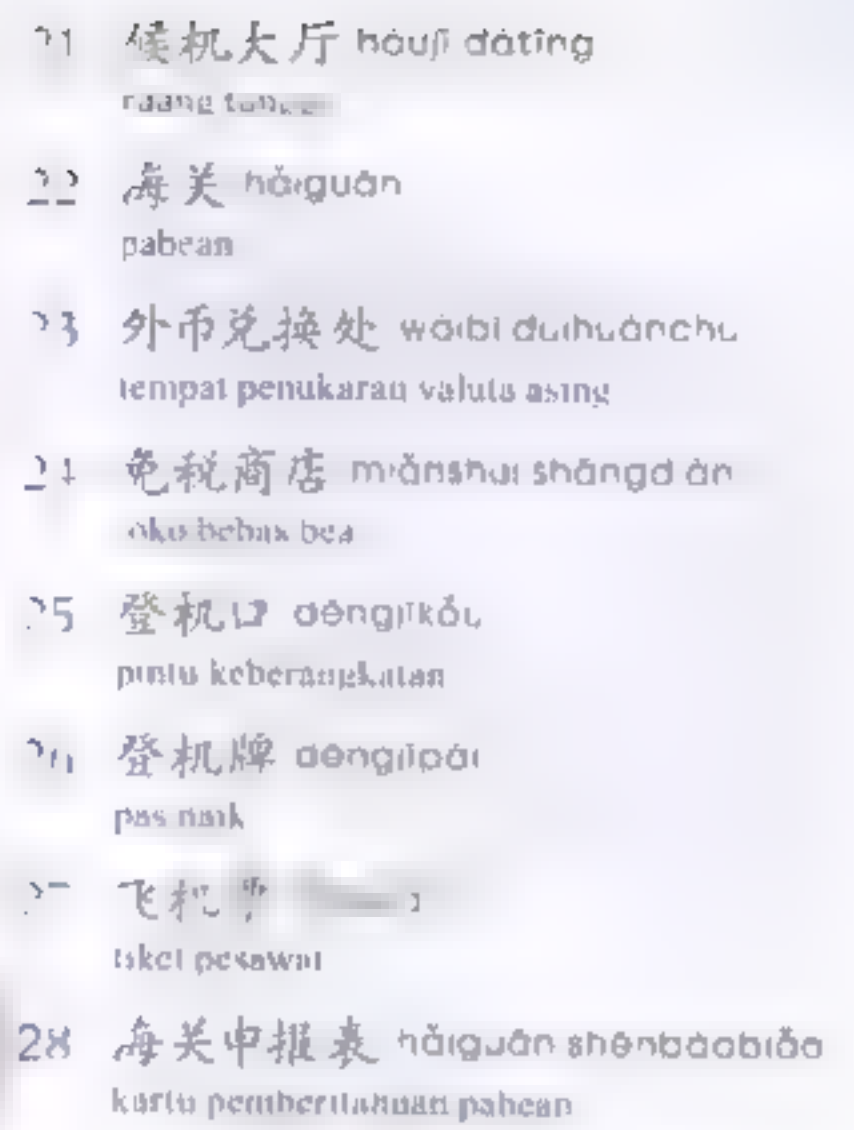 21 候机大厅 hòujī dàtīng
ruang tunggu
22 海关 hǎiguān
pabean
23 外币兑换处 wàibì duìhuànchù
tempat penukaran valuta asing
24 免税商店 miǎnshuì shāngdiàn
toko bebas bea
25 登机口 dēngjīkǒu
pintu keberangkatan
26 登机牌 dēngjīpái
pas naik
27 飞机票
tiket pesawat
28 海关申报表 hǎiguān shēnbàobiǎo
kartu pemberitahuan pabean